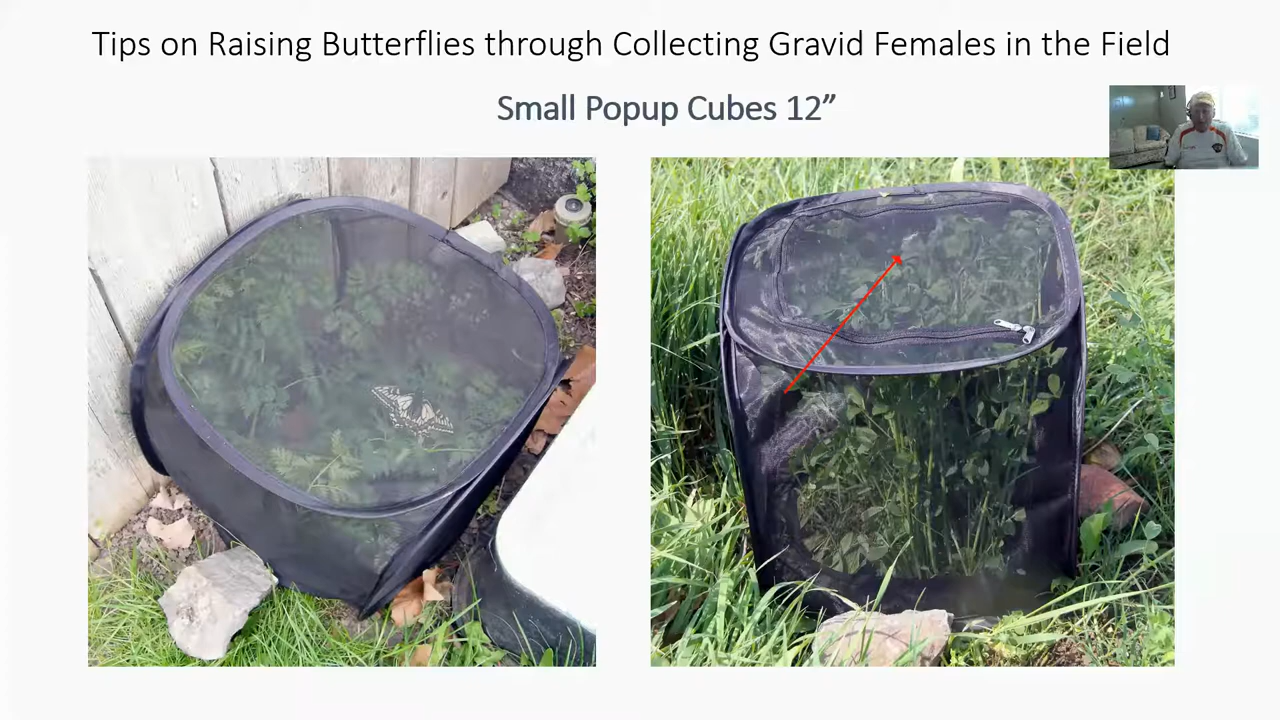 Tips on Raising Butterflies through Collecting Gravid Females in the Field
Small Popup Cubes 12”